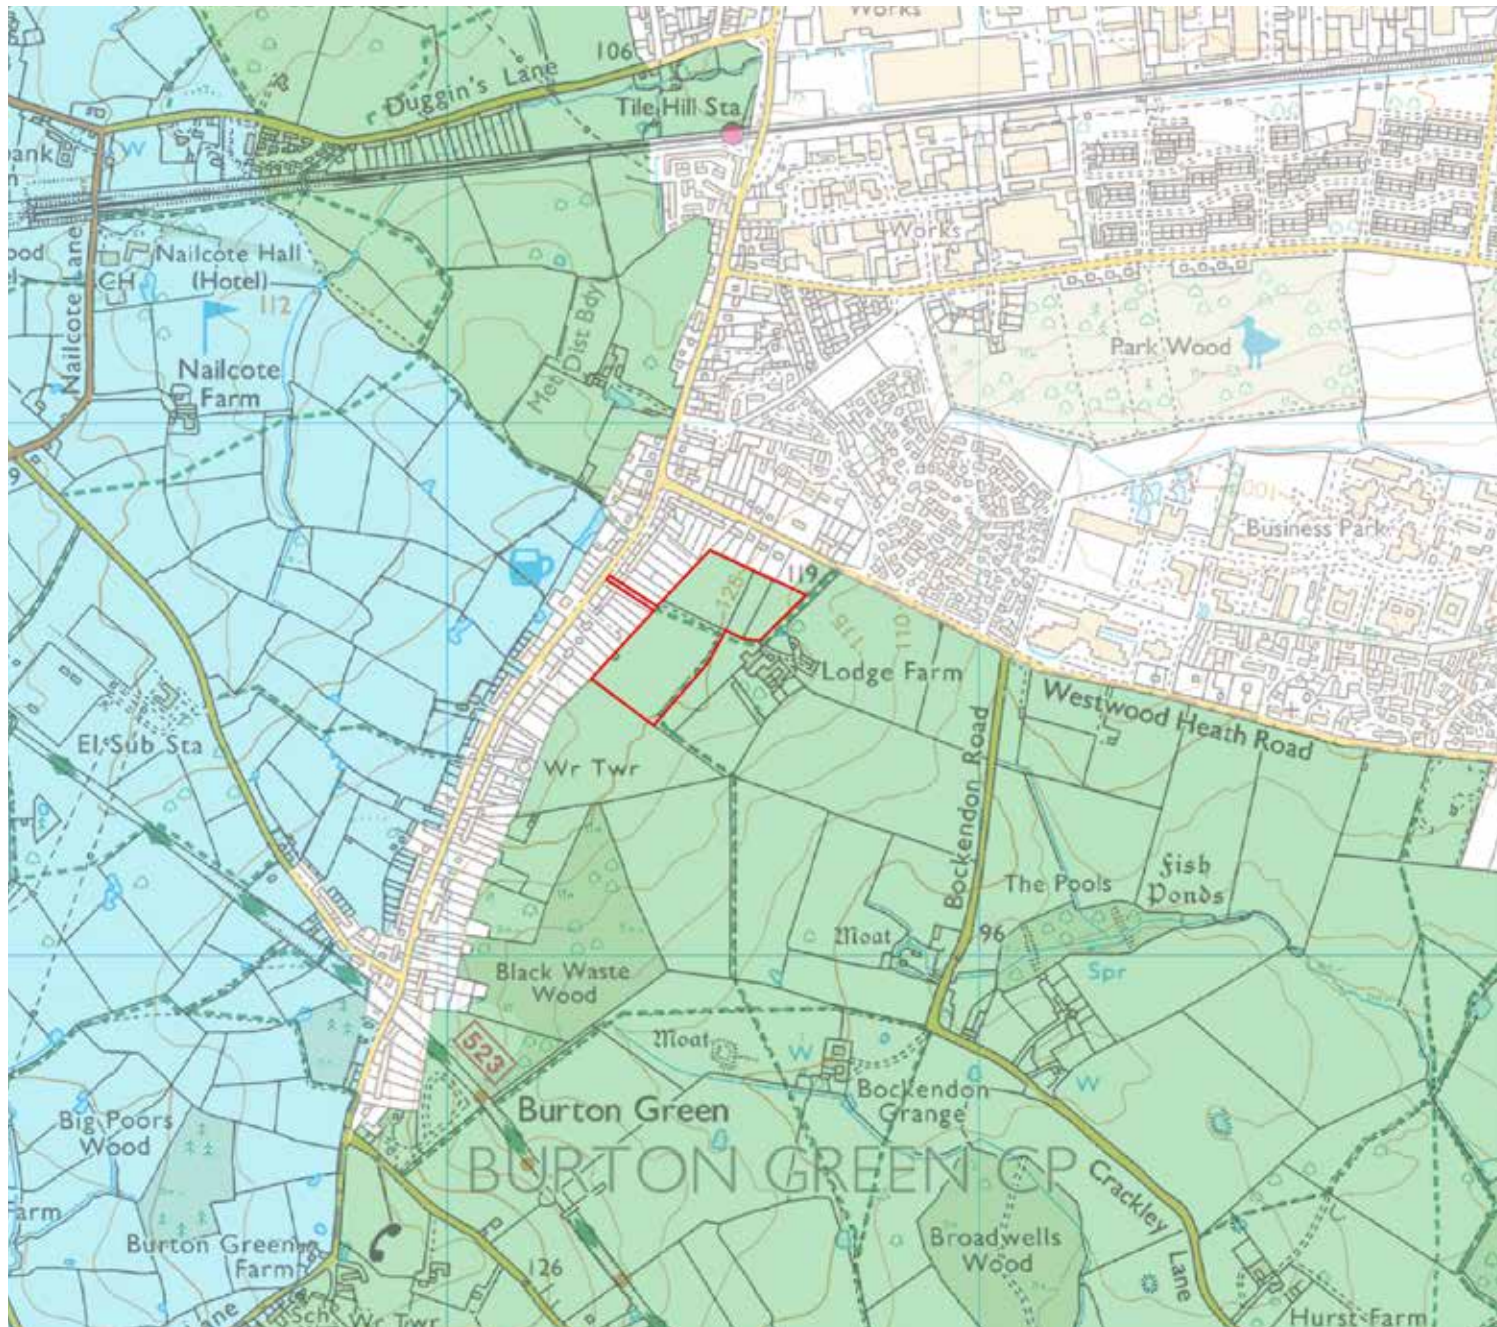 Works
106
Duggin's Lane
Tile Hill Sta
W
Works
Nailcote Lane
CH
Nailcote Hall
(Hotel)
112
Met Dist Bdy
Park Wood
Nailcote
Farm
100
Business Park
119
125
115
110
Lodge Farm
Westwood Heath Road
El Sub Sta
Wr Twr
Bockendon Road
The Pools
Fish
Ponds
Moat
96
Spr
Black Waste
Wood
523
Moat
W
W
Bockendon
Grange
Burton Green
BURTON GREEN CP
Big Poors
Wood
Crackley
Lane
Broadwells
Wood
Burton Green
Farm
126
Sch
Wr Twr
Hurst Farm